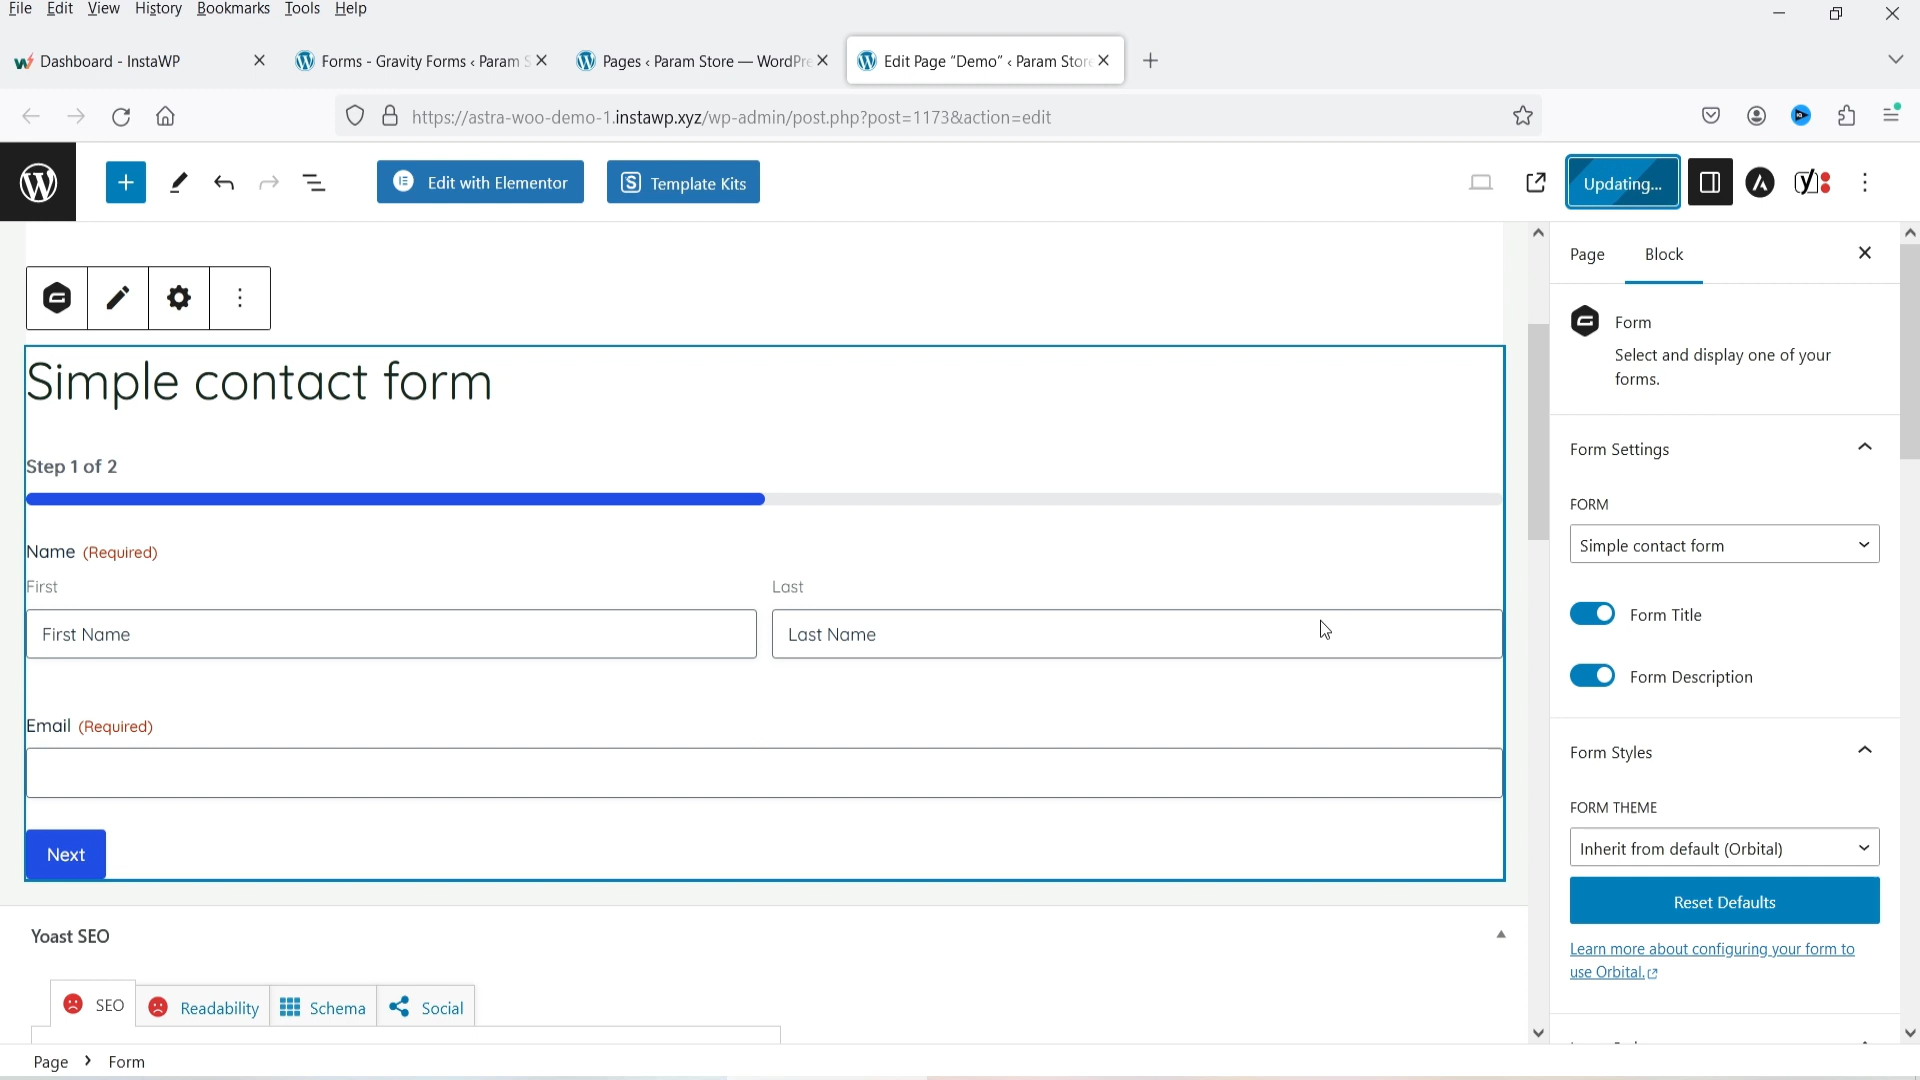 File Edit View History Bookmarks Tools Help
Dashboard - InstaWP
Forms - Gravity Forms ‹ Param S
Pages ‹ Param Store — WordPre
Edit Page "Demo" ‹ Param Store
https://astra-woo-demo-1.instawp.xyz/wp-admin/post.php?post=1173&action=edit
Edit with Elementor
Template Kits
Updating...
Simple contact form
Step 1 of 2
Name (Required)
First
Last
First Name
Last Name
Email (Required)
Next
Yoast SEO
SEO
Readability
Schema
Social
Page › Form
Page
Block
Form
Select and display one of your
forms.
Form Settings
FORM
Simple contact form
Form Title
Form Description
Form Styles
FORM THEME
Inherit from default (Orbital)
Reset Defaults
Learn more about configuring your form to
use Orbital.